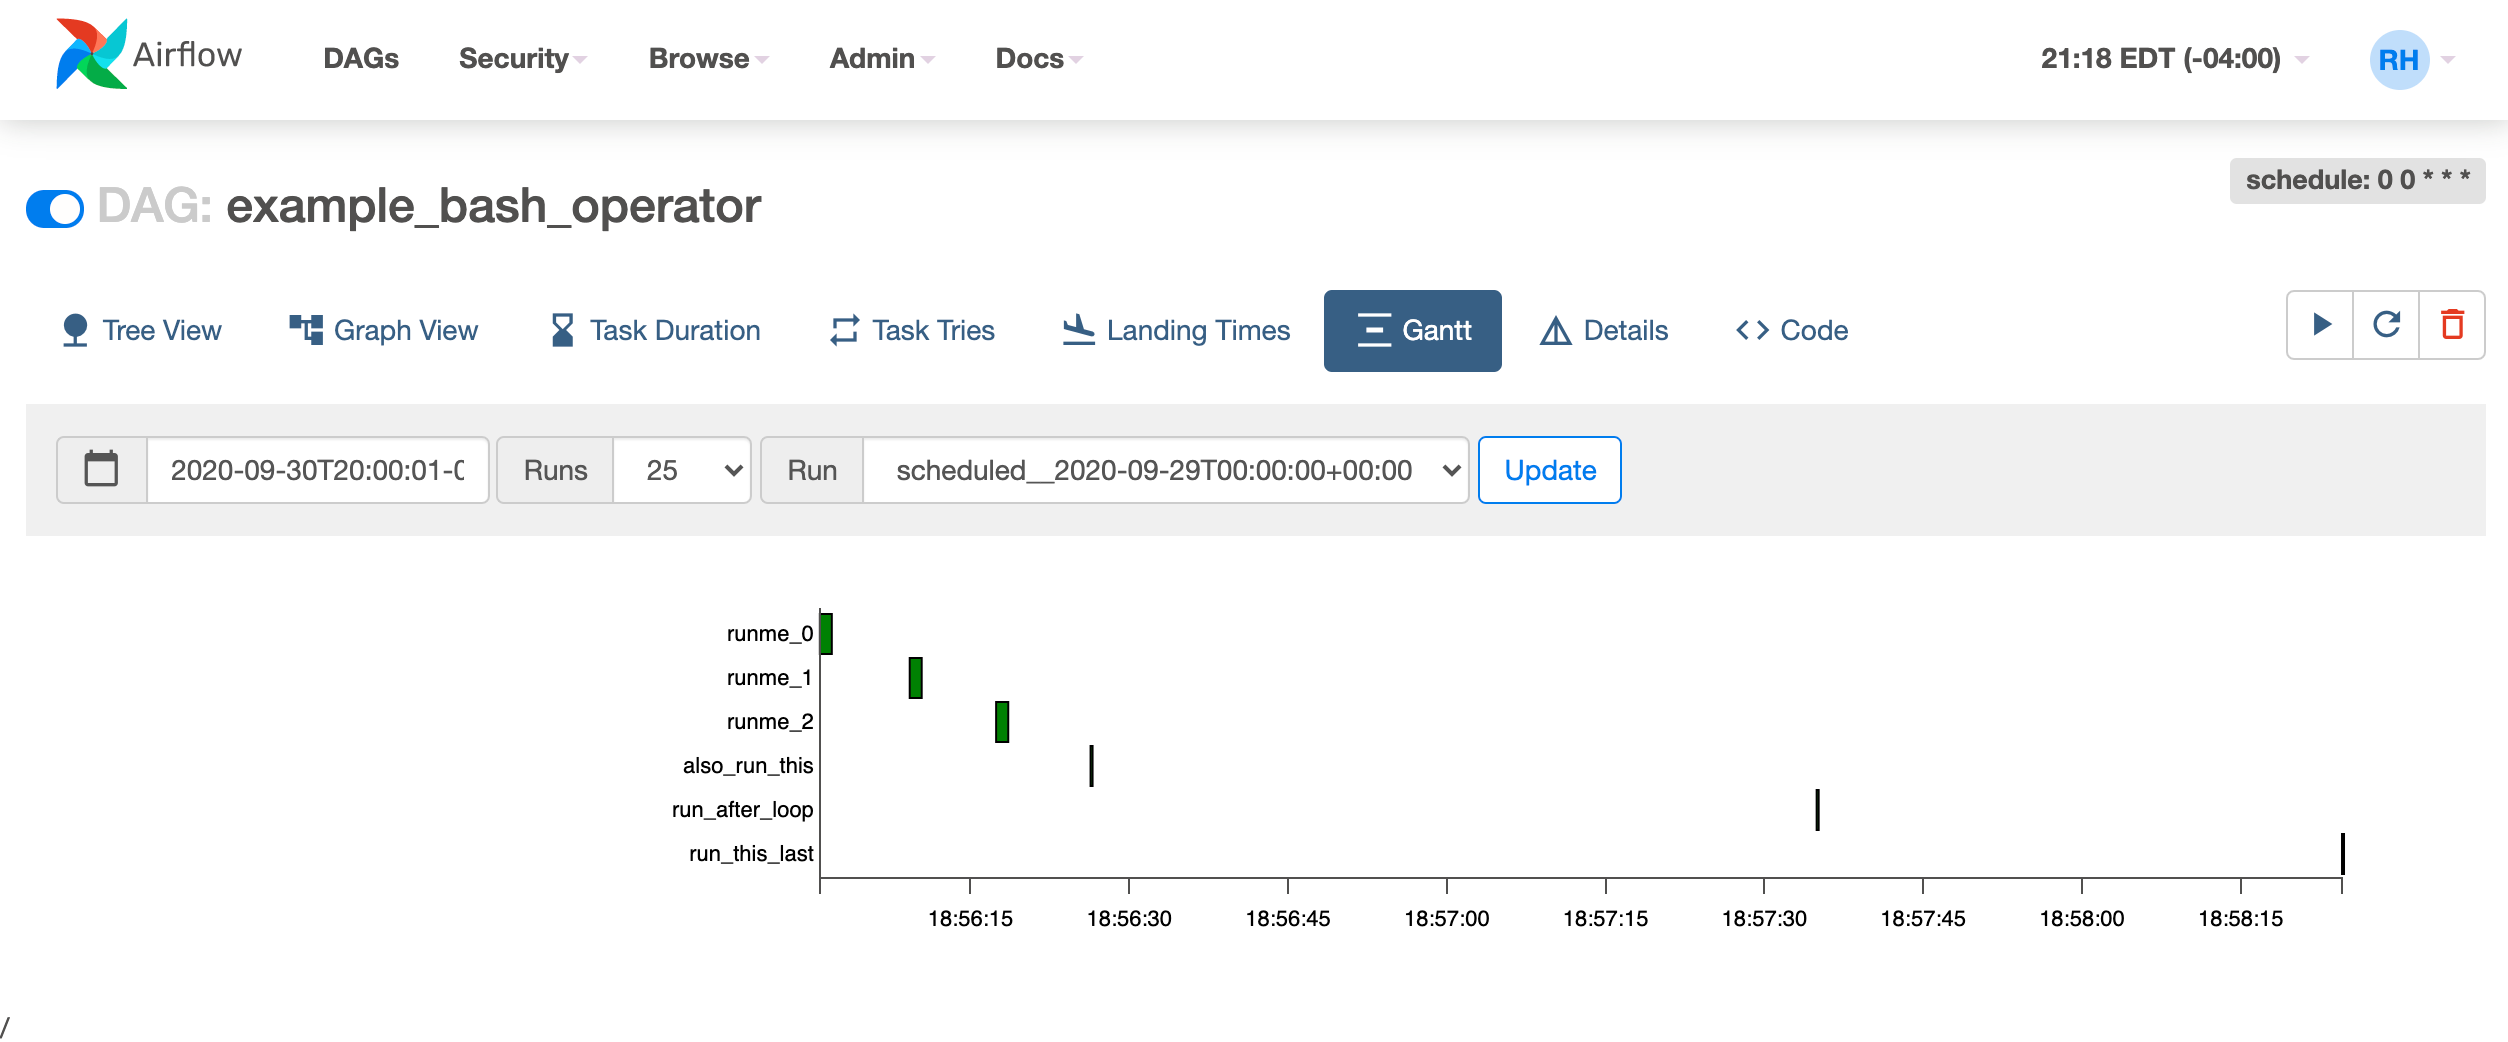 Airflow DAGs Security Browse Admin Docs 21:18 EDT (-04:00) RH
schedule: 0 0 * * *
DAG: example_bash_operator
Tree View Graph View Task Duration Task Tries Landing Times Gantt Details Code
2020-09-30T20:00:01-0 Runs 25 Run scheduled__2020-09-29T00:00:00+00:00 Update
runme_0
runme_1
runme_2
also_run_this
run_after_loop
run_this_last
18:56:15 18:56:30 18:56:45 18:57:00 18:57:15 18:57:30 18:57:45 18:58:00 18:58:15
/